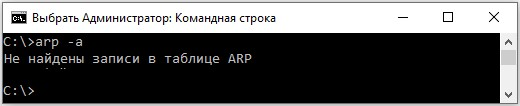 Выбрать Администратор: Командная строка
C:\>arp -a
Не найдены записи в таблице ARP
C:\>